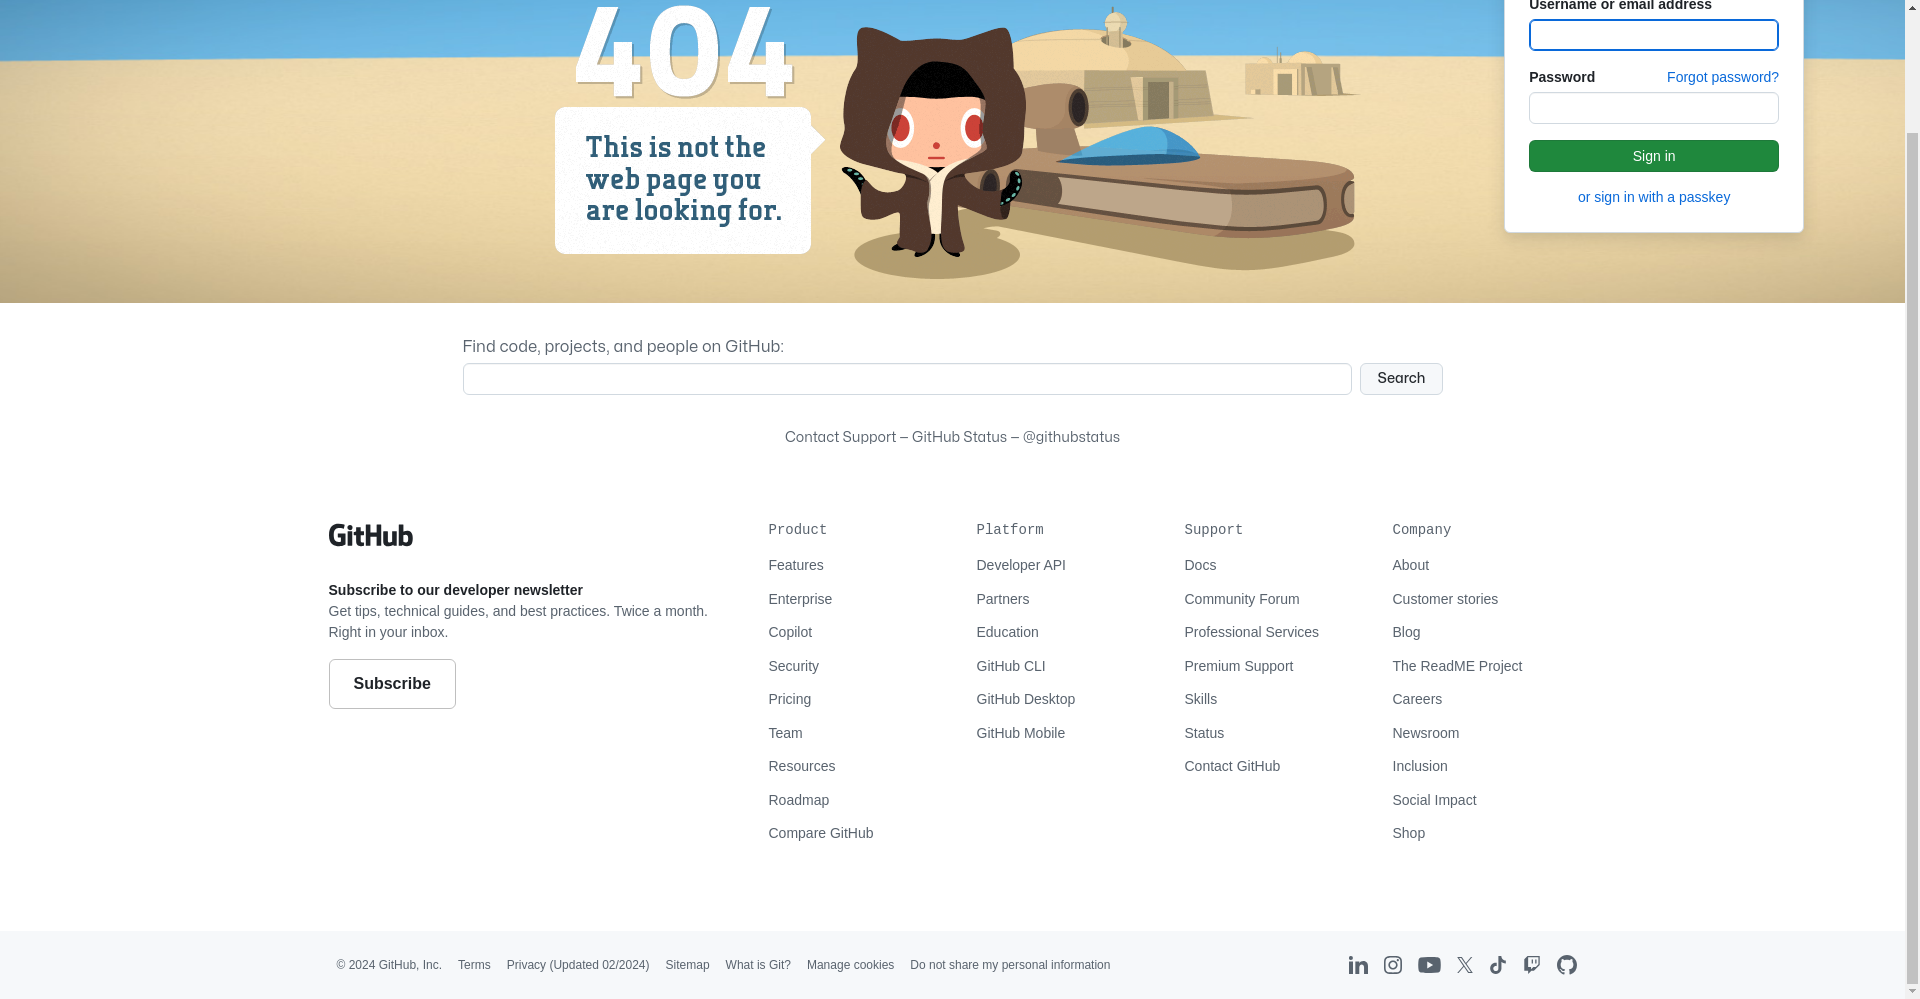 404
This is not the
web page you
are looking for.
Username or email address
Password
Forgot password?
Sign in
or sign in with a passkey
Find code, projects, and people on GitHub:
Search
Contact Support — GitHub Status — @githubstatus
GitHub
Subscribe to our developer newsletter
Get tips, technical guides, and best practices. Twice a month.
Right in your inbox.
Subscribe
Product
Features
Enterprise
Copilot
Security
Pricing
Team
Resources
Roadmap
Compare GitHub
Platform
Developer API
Partners
Education
GitHub CLI
GitHub Desktop
GitHub Mobile
Support
Docs
Community Forum
Professional Services
Premium Support
Skills
Status
Contact GitHub
Company
About
Customer stories
Blog
The ReadME Project
Careers
Newsroom
Inclusion
Social Impact
Shop
© 2024 GitHub, Inc.
Terms
Privacy (Updated 02/2024)
Sitemap
What is Git?
Manage cookies
Do not share my personal information